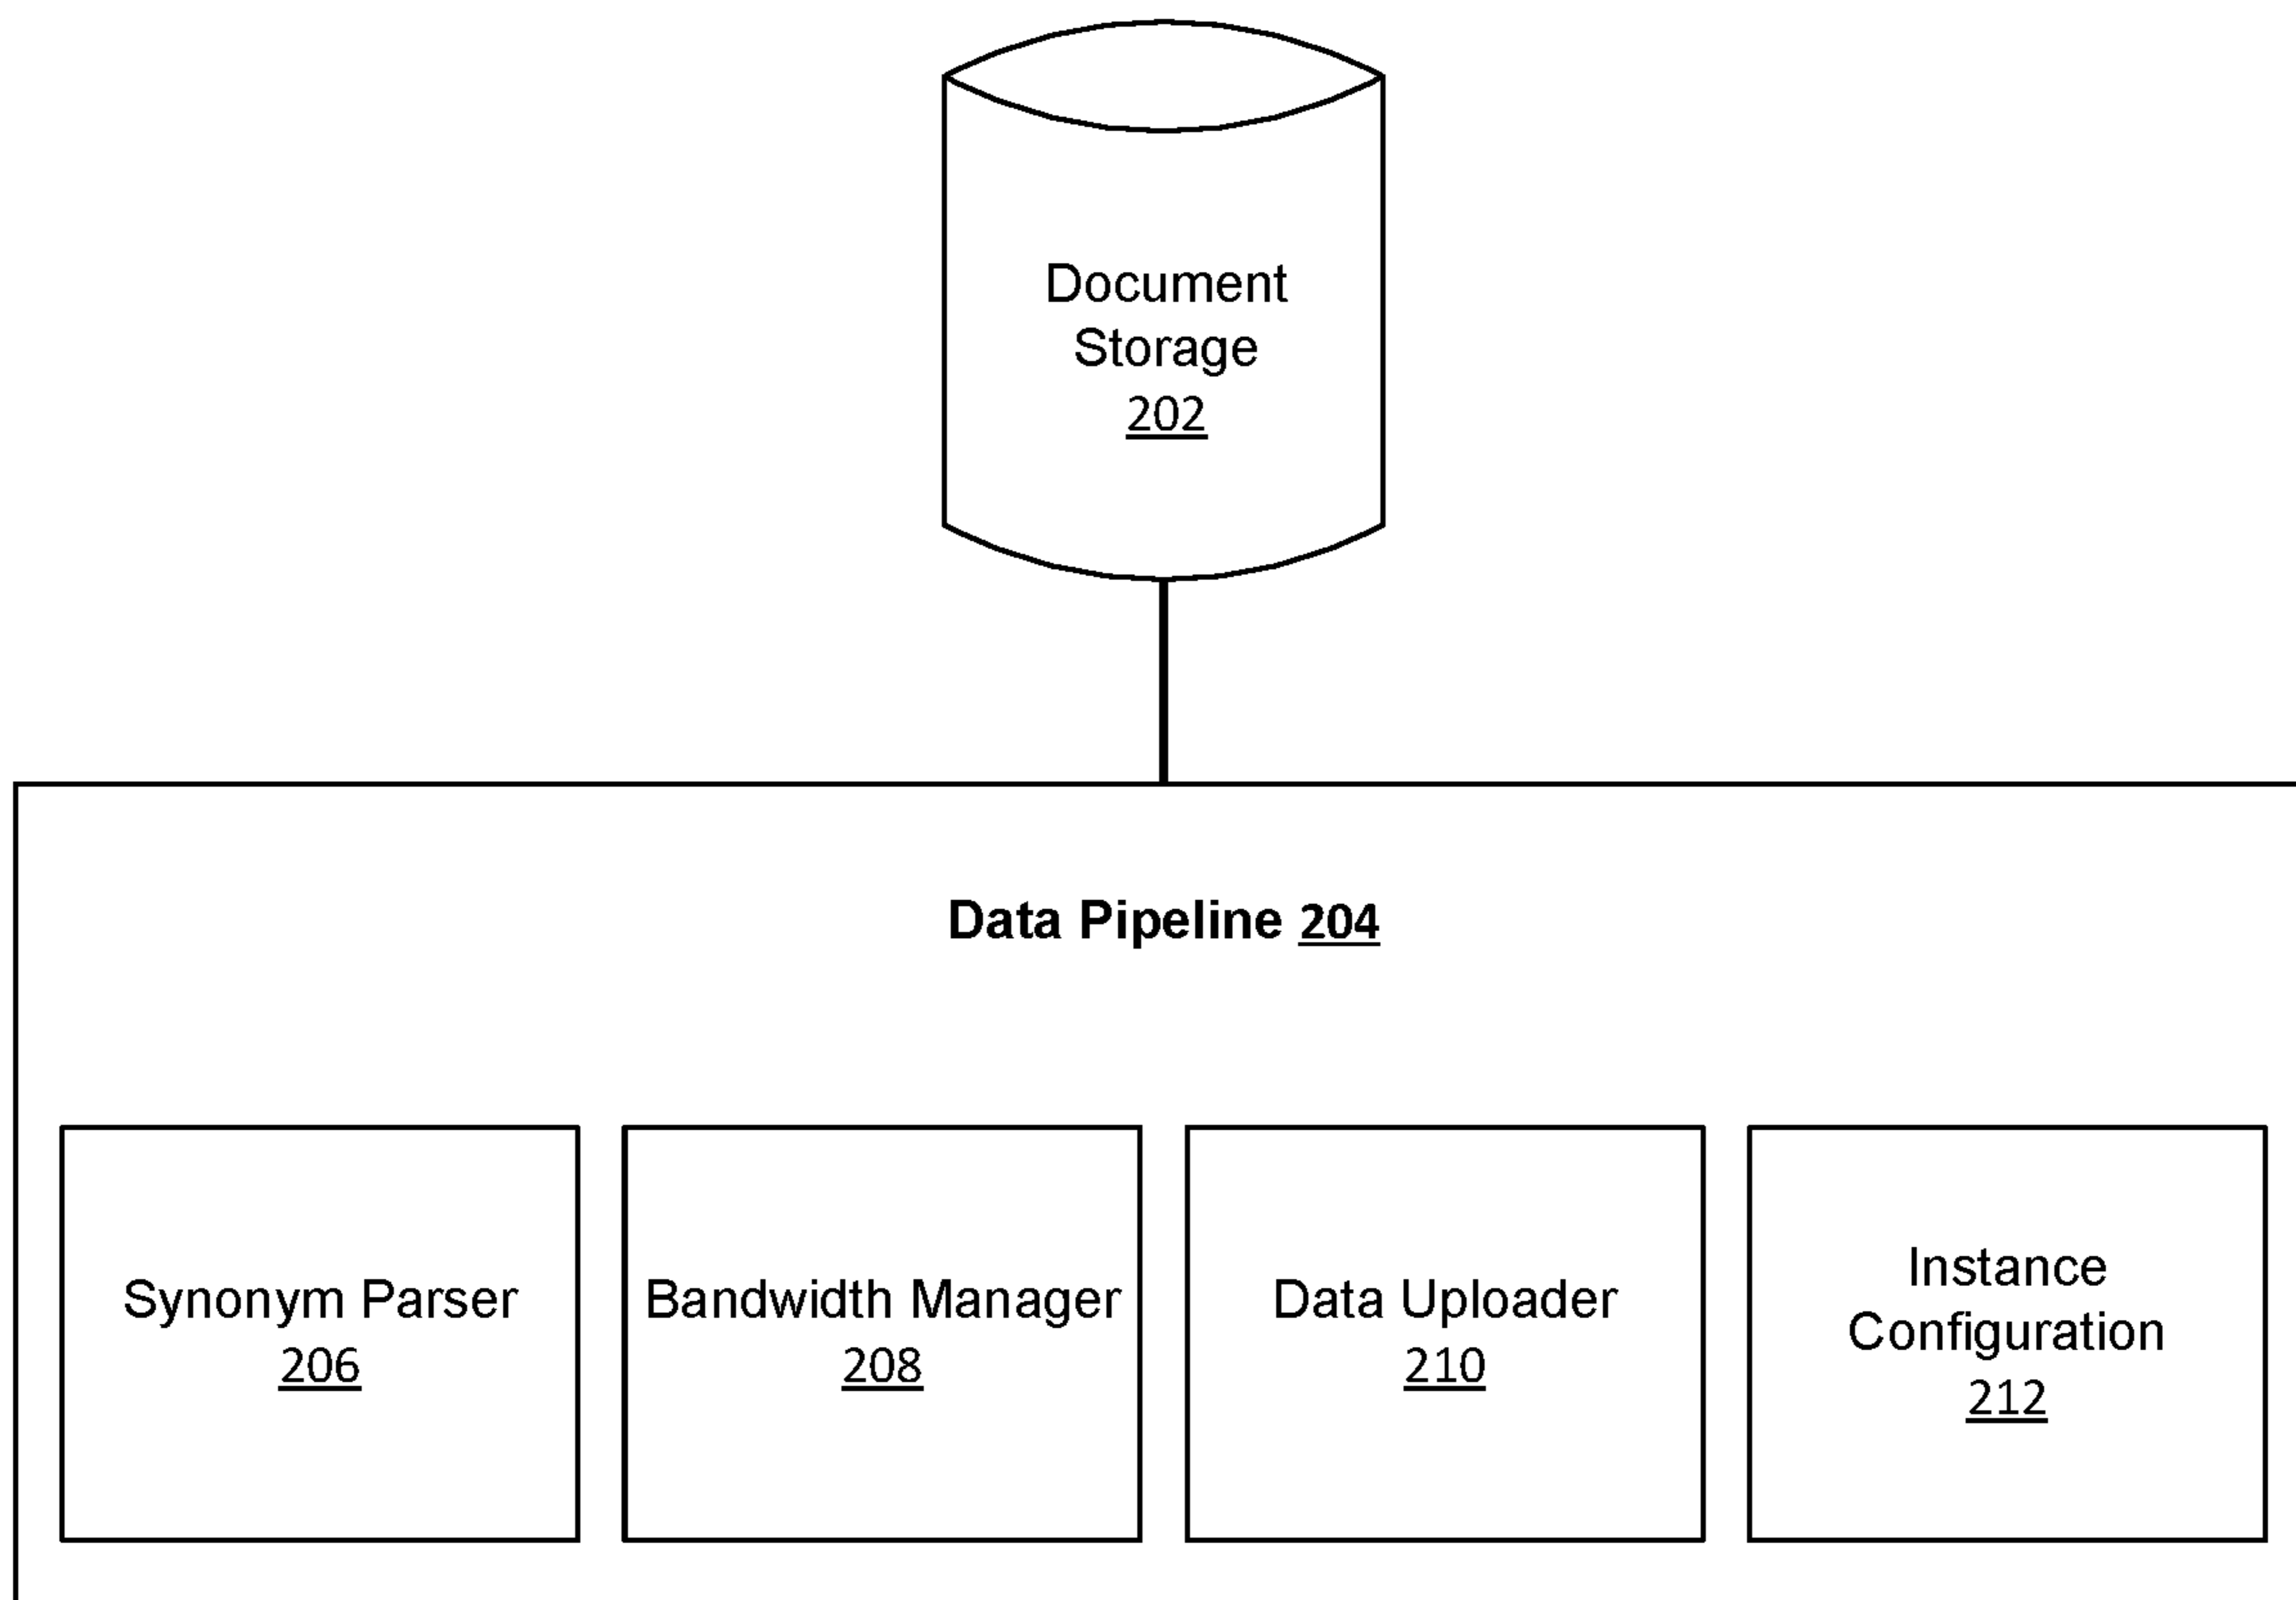 Document
Storage
202
Data Pipeline 204
Synonym Parser
206
Bandwidth Manager
208
Data Uploader
210
Instance
Configuration
212